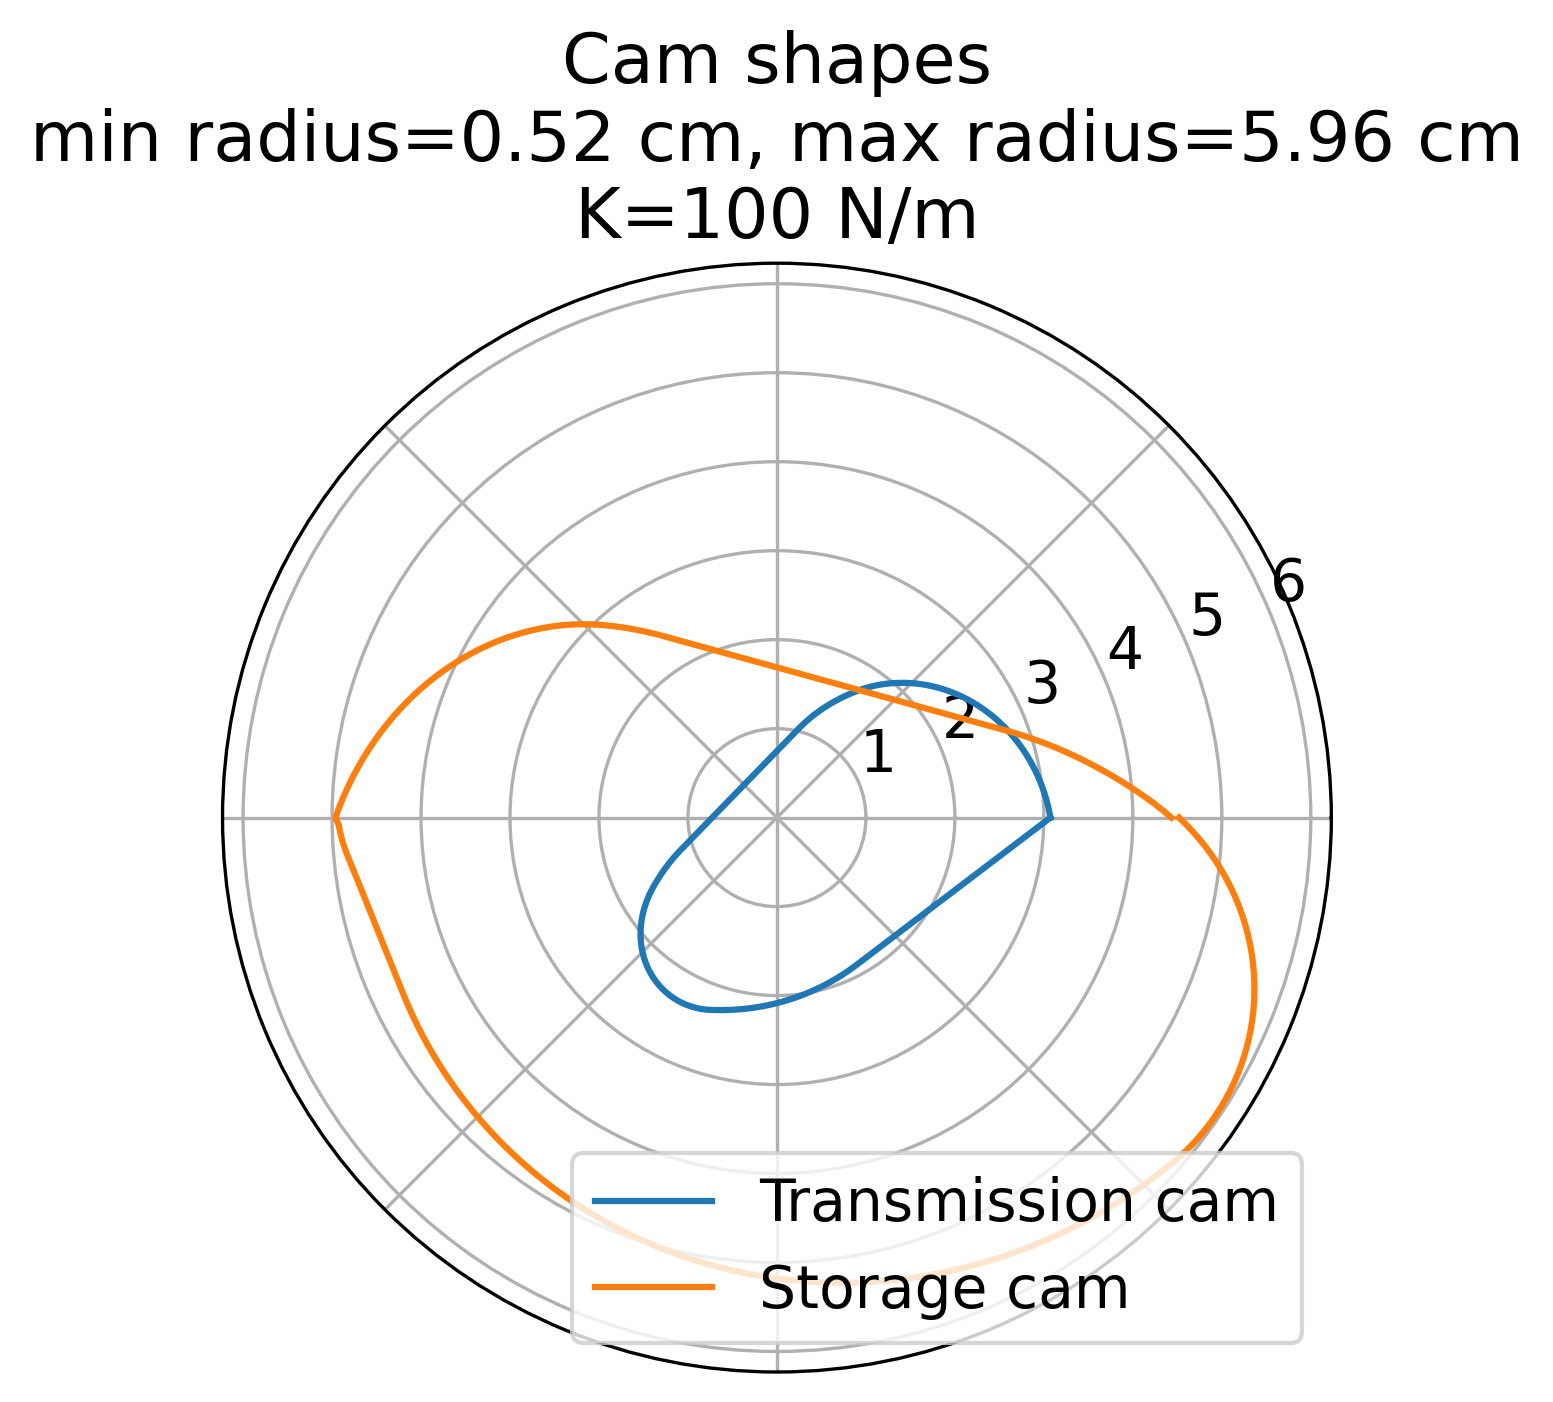 Cam shapes
min radius=0.52 cm, max radius=5.96 cm
K=100 N/m
6
5
4
3
2
1
Transmission cam
Storage cam